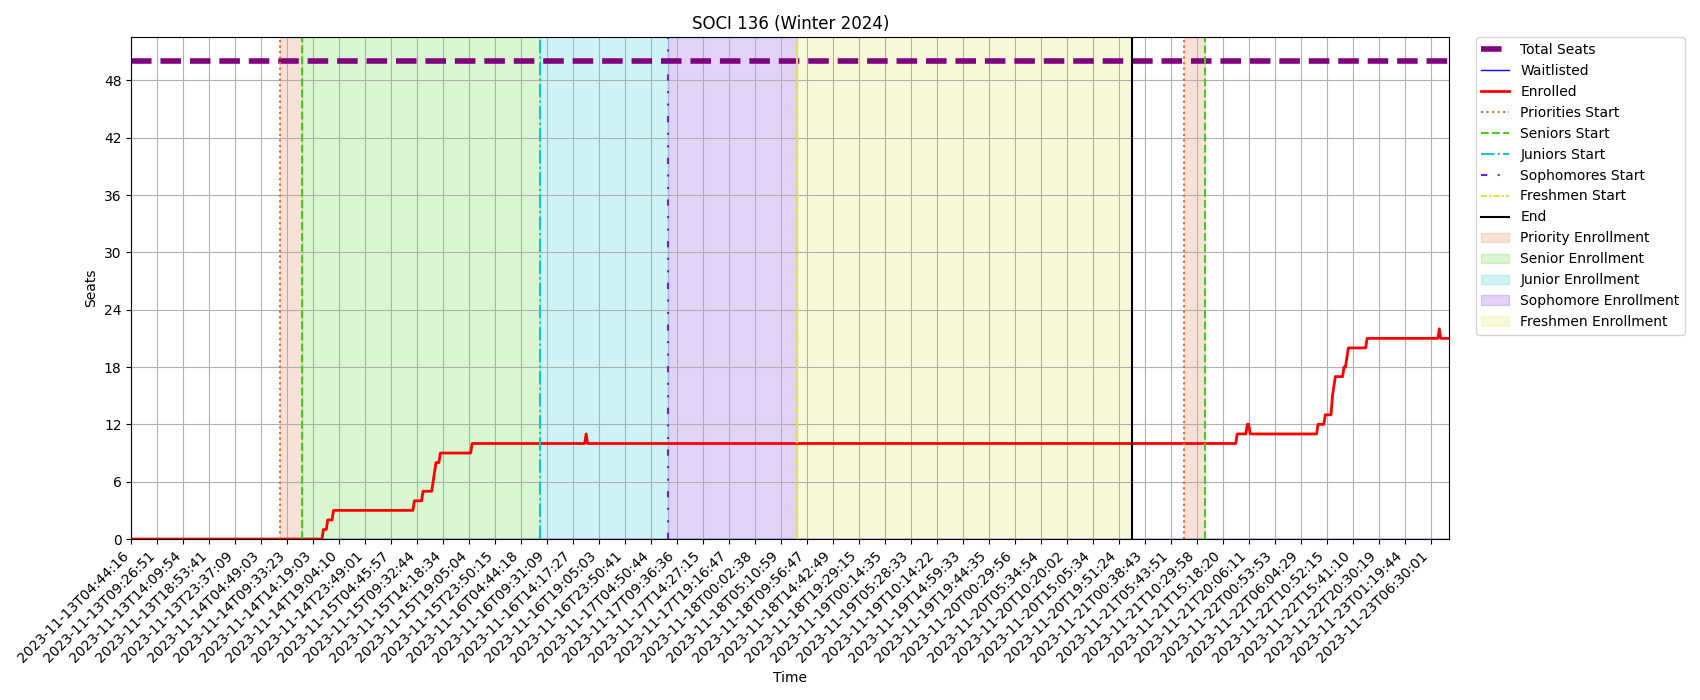 SOCI 136 (Winter 2024)
Seats
48
42
36
30
24
18
12
6
0
2023-11-13T04:44:16
2023-11-13T09:26:51
2023-11-13T14:09:54
2023-11-13T18:53:41
2023-11-13T23:37:09
2023-11-14T04:49:03
2023-11-14T09:33:23
2023-11-14T14:19:03
2023-11-14T19:04:10
2023-11-14T23:49:01
2023-11-15T04:45:57
2023-11-15T09:32:44
2023-11-15T14:18:34
2023-11-15T19:05:04
2023-11-15T23:50:15
2023-11-16T04:44:18
2023-11-16T09:31:09
2023-11-16T14:17:27
2023-11-16T19:05:03
2023-11-16T23:50:41
2023-11-17T04:50:44
2023-11-17T09:36:36
2023-11-17T14:27:15
2023-11-17T19:16:47
2023-11-18T00:02:38
2023-11-18T05:10:59
2023-11-18T09:56:47
2023-11-18T14:42:49
2023-11-18T19:29:15
2023-11-19T00:14:35
2023-11-19T05:28:33
2023-11-19T10:14:22
2023-11-19T14:59:33
2023-11-19T19:44:35
2023-11-20T00:29:56
2023-11-20T05:34:54
2023-11-20T10:20:02
2023-11-20T15:05:34
2023-11-20T19:51:24
2023-11-21T00:38:43
2023-11-21T05:43:51
2023-11-21T10:29:58
2023-11-21T15:18:20
2023-11-21T20:06:11
2023-11-22T00:53:53
2023-11-22T06:04:29
2023-11-22T10:52:15
2023-11-22T15:41:10
2023-11-22T20:30:19
2023-11-23T01:19:44
2023-11-23T06:30:01
Time
Total Seats
Waitlisted
Enrolled
Priorities Start
Seniors Start
Juniors Start
Sophomores Start
Freshmen Start
End
Priority Enrollment
Senior Enrollment
Junior Enrollment
Sophomore Enrollment
Freshmen Enrollment